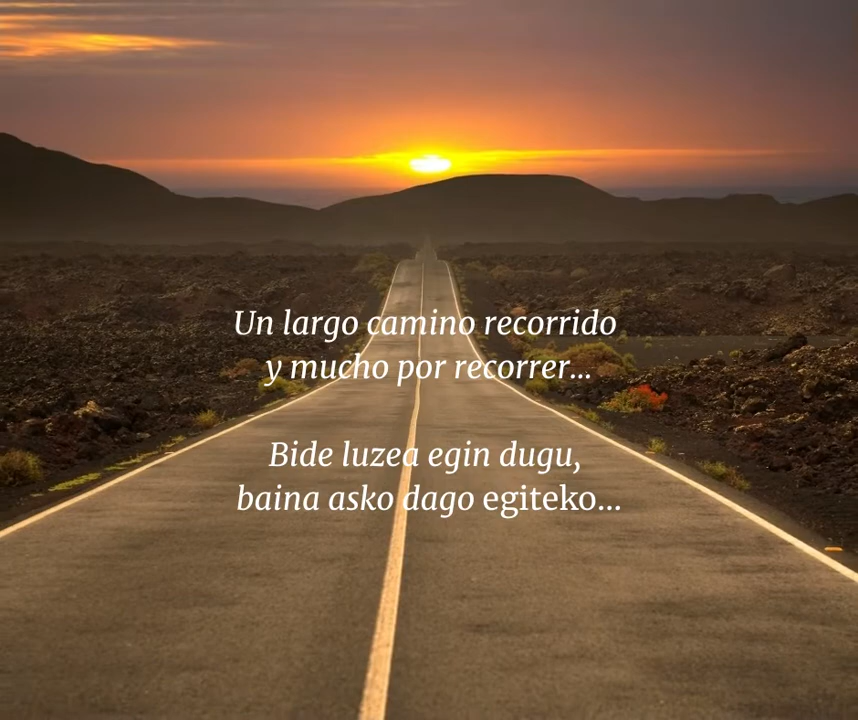 Un largo camino recorrido
y mucho por recorrer...
Bide luzea egin dugu,
baina asko dago egiteko...